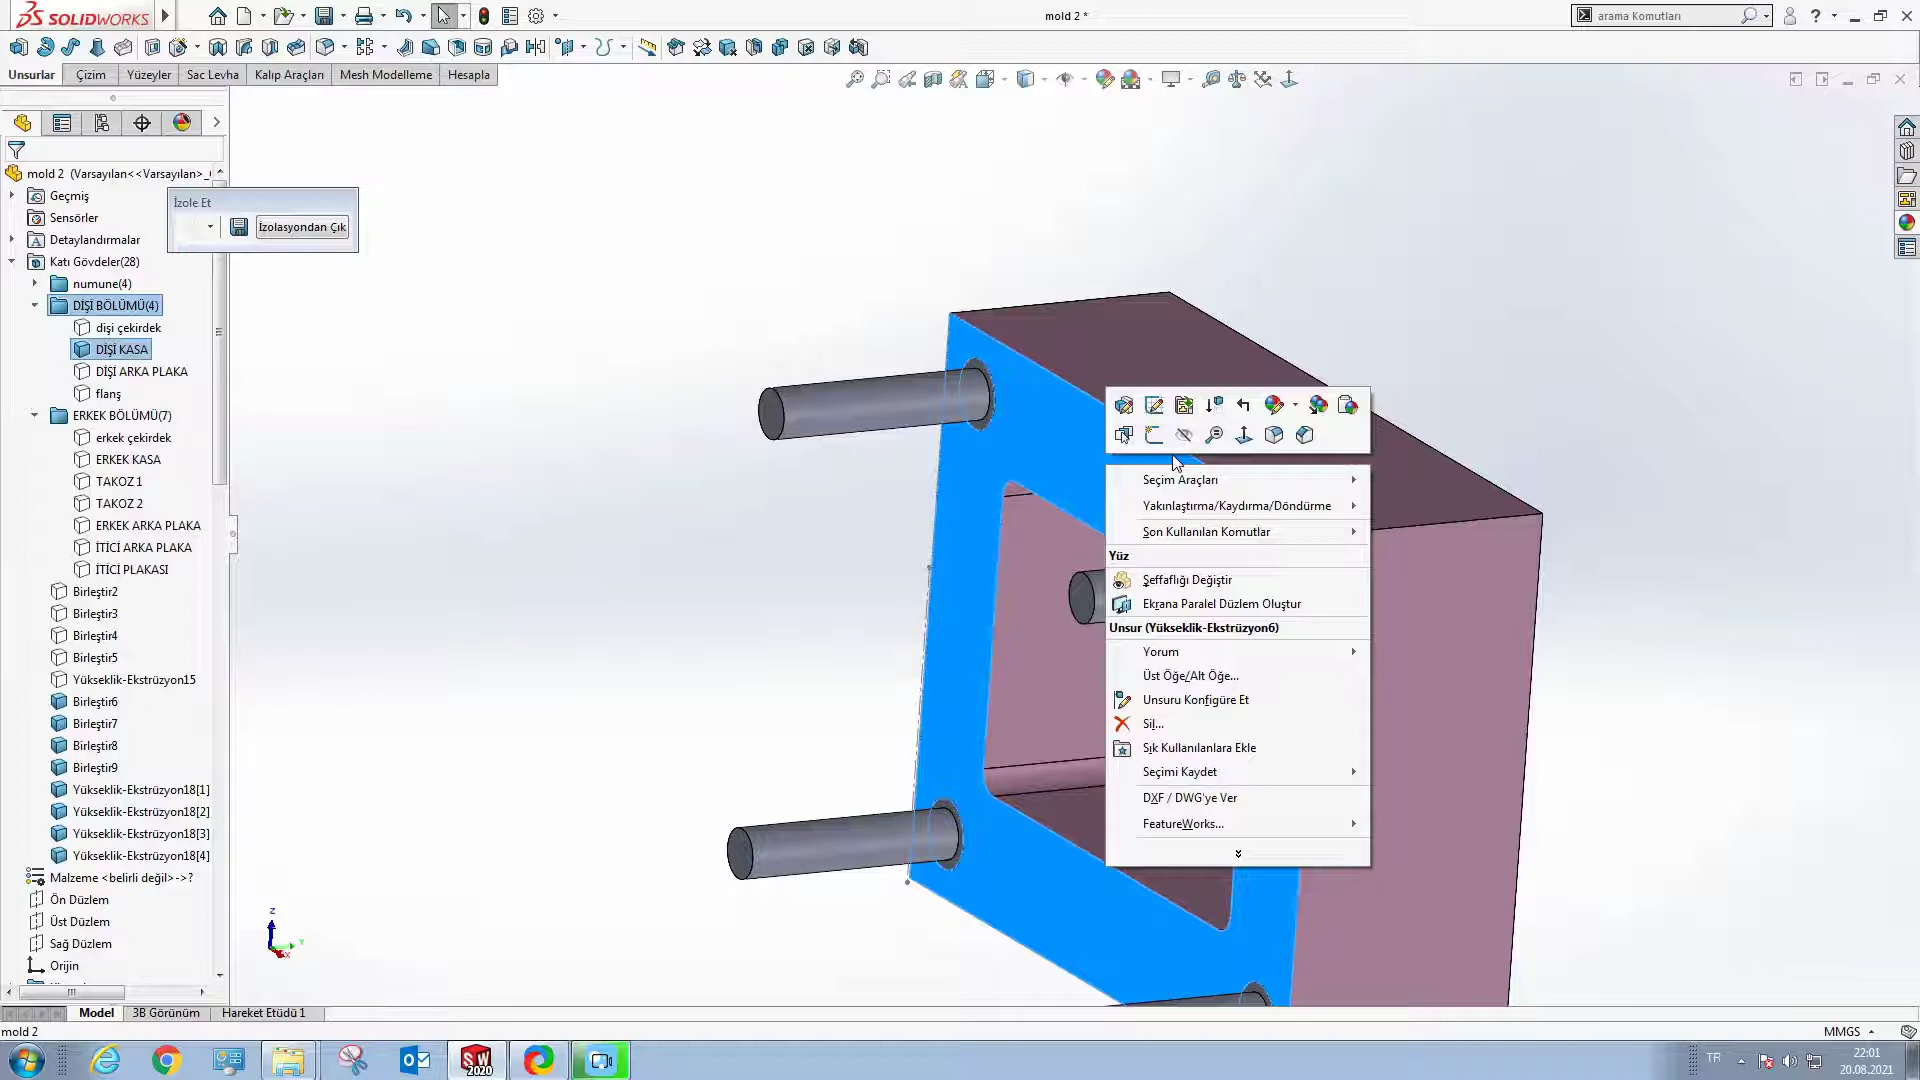 SOLIDWORKS
mold 2 *
arama Komutları
Unsurlar
Çizim
Yüzeyler
Sac Levha
Kalıp Araçları
Mesh Modelleme
Hesapla
mold 2 (Varsayılan<<Varsayılan>_
Geçmiş
Sensörler
Detaylandırmalar
Katı Gövdeler(28)
numune(4)
DİŞİ BÖLÜMÜ(4)
dişi çekirdek
DİŞİ KASA
DİŞİ ARKA PLAKA
flanş
ERKEK BÖLÜMÜ(7)
erkek çekirdek
ERKEK KASA
TAKOZ 1
TAKOZ 2
ERKEK ARKA PLAKA
İTİCİ ARKA PLAKA
İTİCİ PLAKASI
Birleştir2
Birleştir3
Birleştir4
Birleştir5
Yükseklik-Ekstrüzyon15
Birleştir6
Birleştir7
Birleştir8
Birleştir9
Yükseklik-Ekstrüzyon18[1]
Yükseklik-Ekstrüzyon18[2]
Yükseklik-Ekstrüzyon18[3]
Yükseklik-Ekstrüzyon18[4]
Malzeme <belirli değil>->?
Ön Düzlem
Üst Düzlem
Sağ Düzlem
Orijin
İzole Et
İzolasyondan Çık
Seçim Araçları
Yakınlaştırma/Kaydırma/Döndürme
Son Kullanılan Komutlar
Yüz
Şeffaflığı Değiştir
Ekrana Paralel Düzlem Oluştur
Unsur (Yükseklik-Ekstrüzyon6)
Yorum
Üst Öğe/Alt Öğe...
Unsuru Konfigüre Et
Sil...
Sık Kullanılanlara Ekle
Seçimi Kaydet
DXF / DWG'ye Ver
FeatureWorks...
Z
Y
X
Model
3B Görünüm
Hareket Etüdü 1
mold 2
MMGS
SW
2020
TR
22:01
20.08.2021